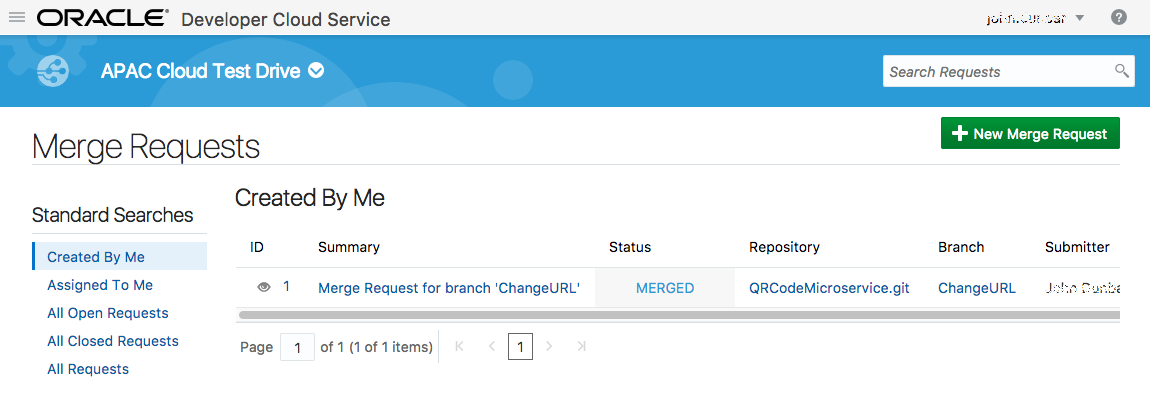 ORACLE® Developer Cloud Service
?
APAC Cloud Test Drive
Search Requests
Merge Requests
New Merge Request
Standard Searches
Created By Me
Assigned To Me
All Open Requests
All Closed Requests
All Requests
Created By Me
ID Summary Status Repository Branch Submitter
1 Merge Request for branch 'ChangeURL' MERGED QRCodeMicroservice.git ChangeURL John
Page 1 of 1 (1 of 1 items) 1